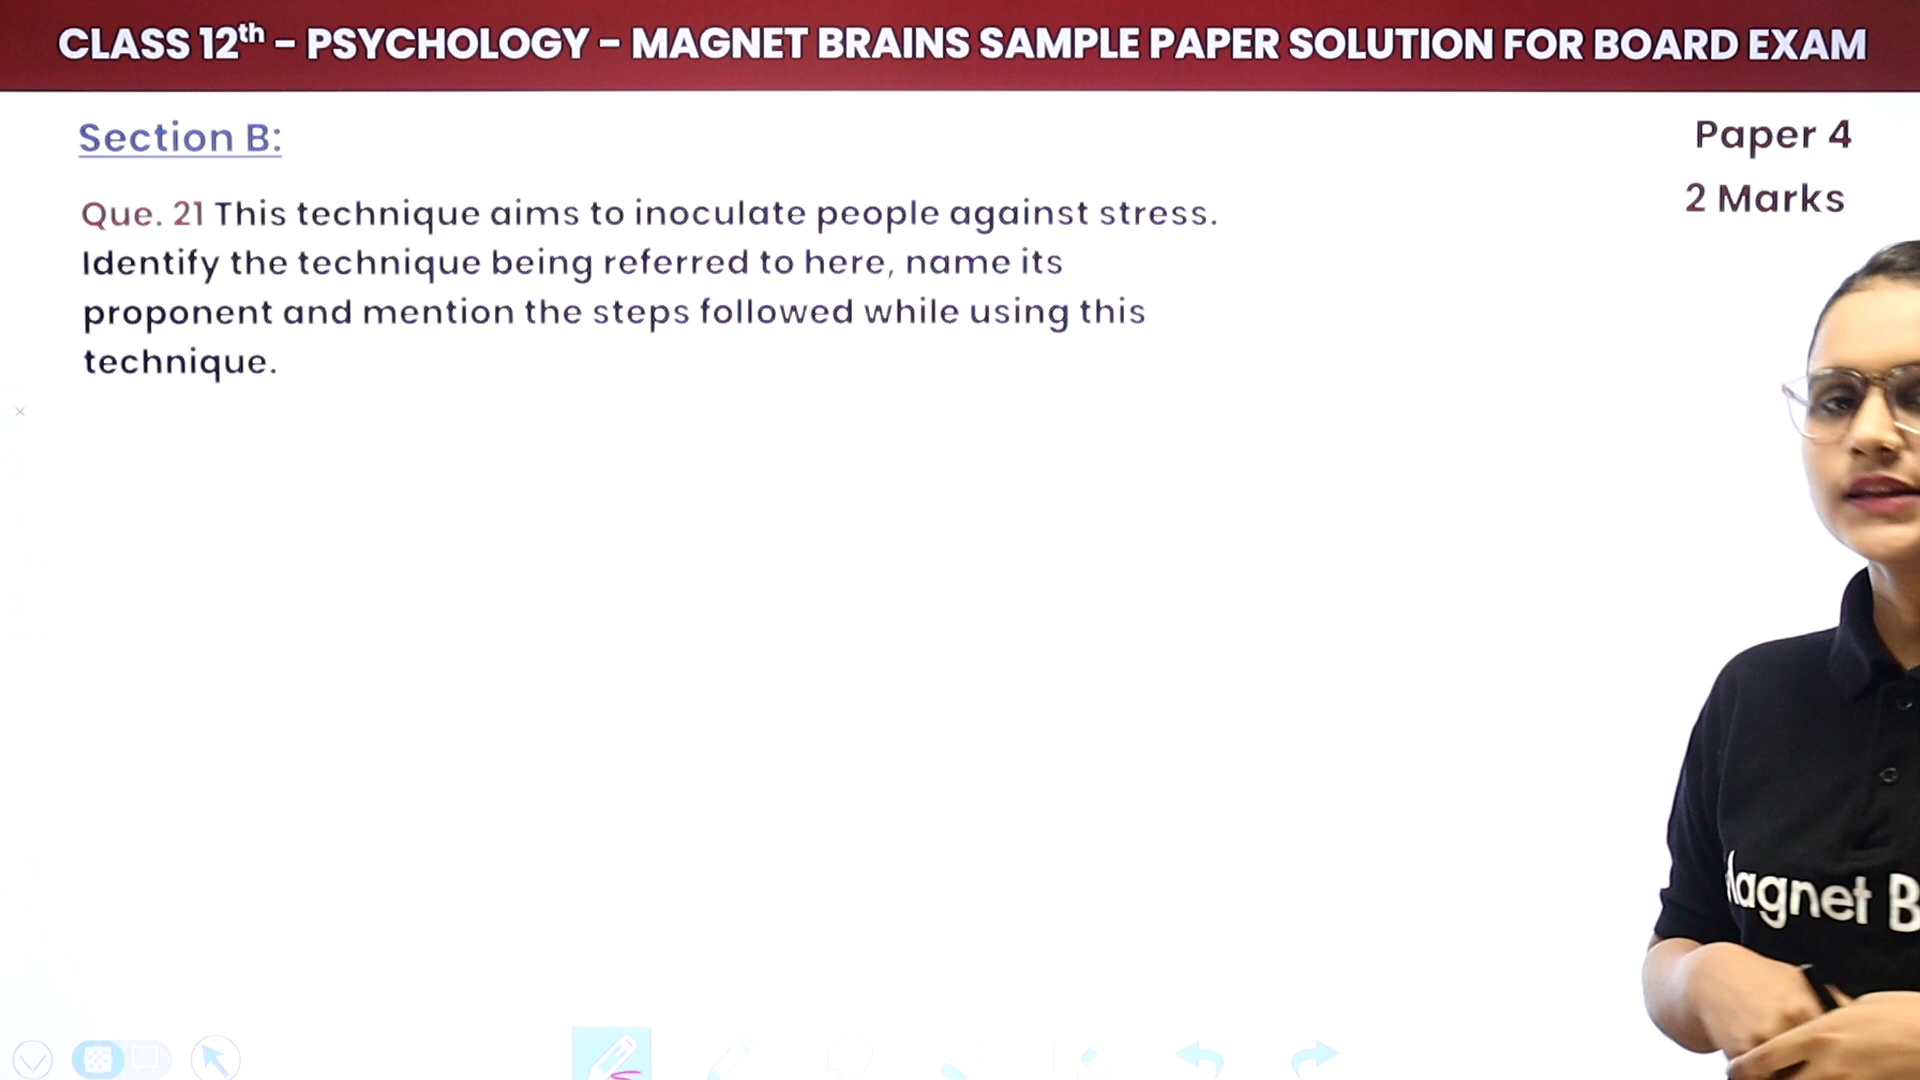 CLASS 12th – PSYCHOLOGY – MAGNET BRAINS SAMPLE PAPER SOLUTION FOR BOARD EXAM
Section B:
Paper 4
2 Marks
Que. 21 This technique aims to inoculate people against stress.
Identify the technique being referred to here, name its
proponent and mention the steps followed while using this
technique.
agnet B